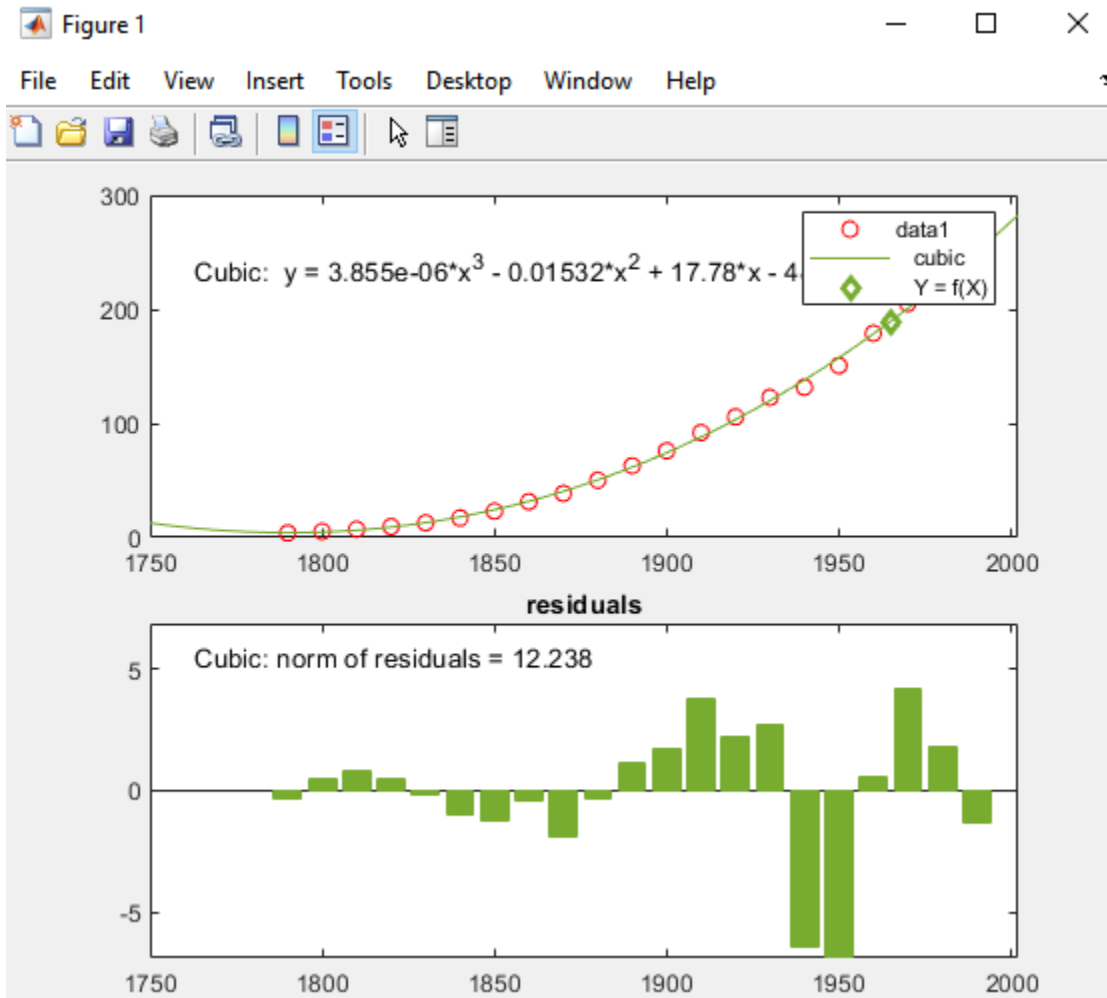 Figure 1
File Edit View Insert Tools Desktop Window Help
300
200
100
0
Cubic: y = 3.855e-06*x^3 - 0.01532*x^2 + 17.78*x - 4
data1
cubic
Y = f(X)
1750 1800 1850 1900 1950 2000
residuals
Cubic: norm of residuals = 12.238
5
0
-5
1750 1800 1850 1900 1950 2000